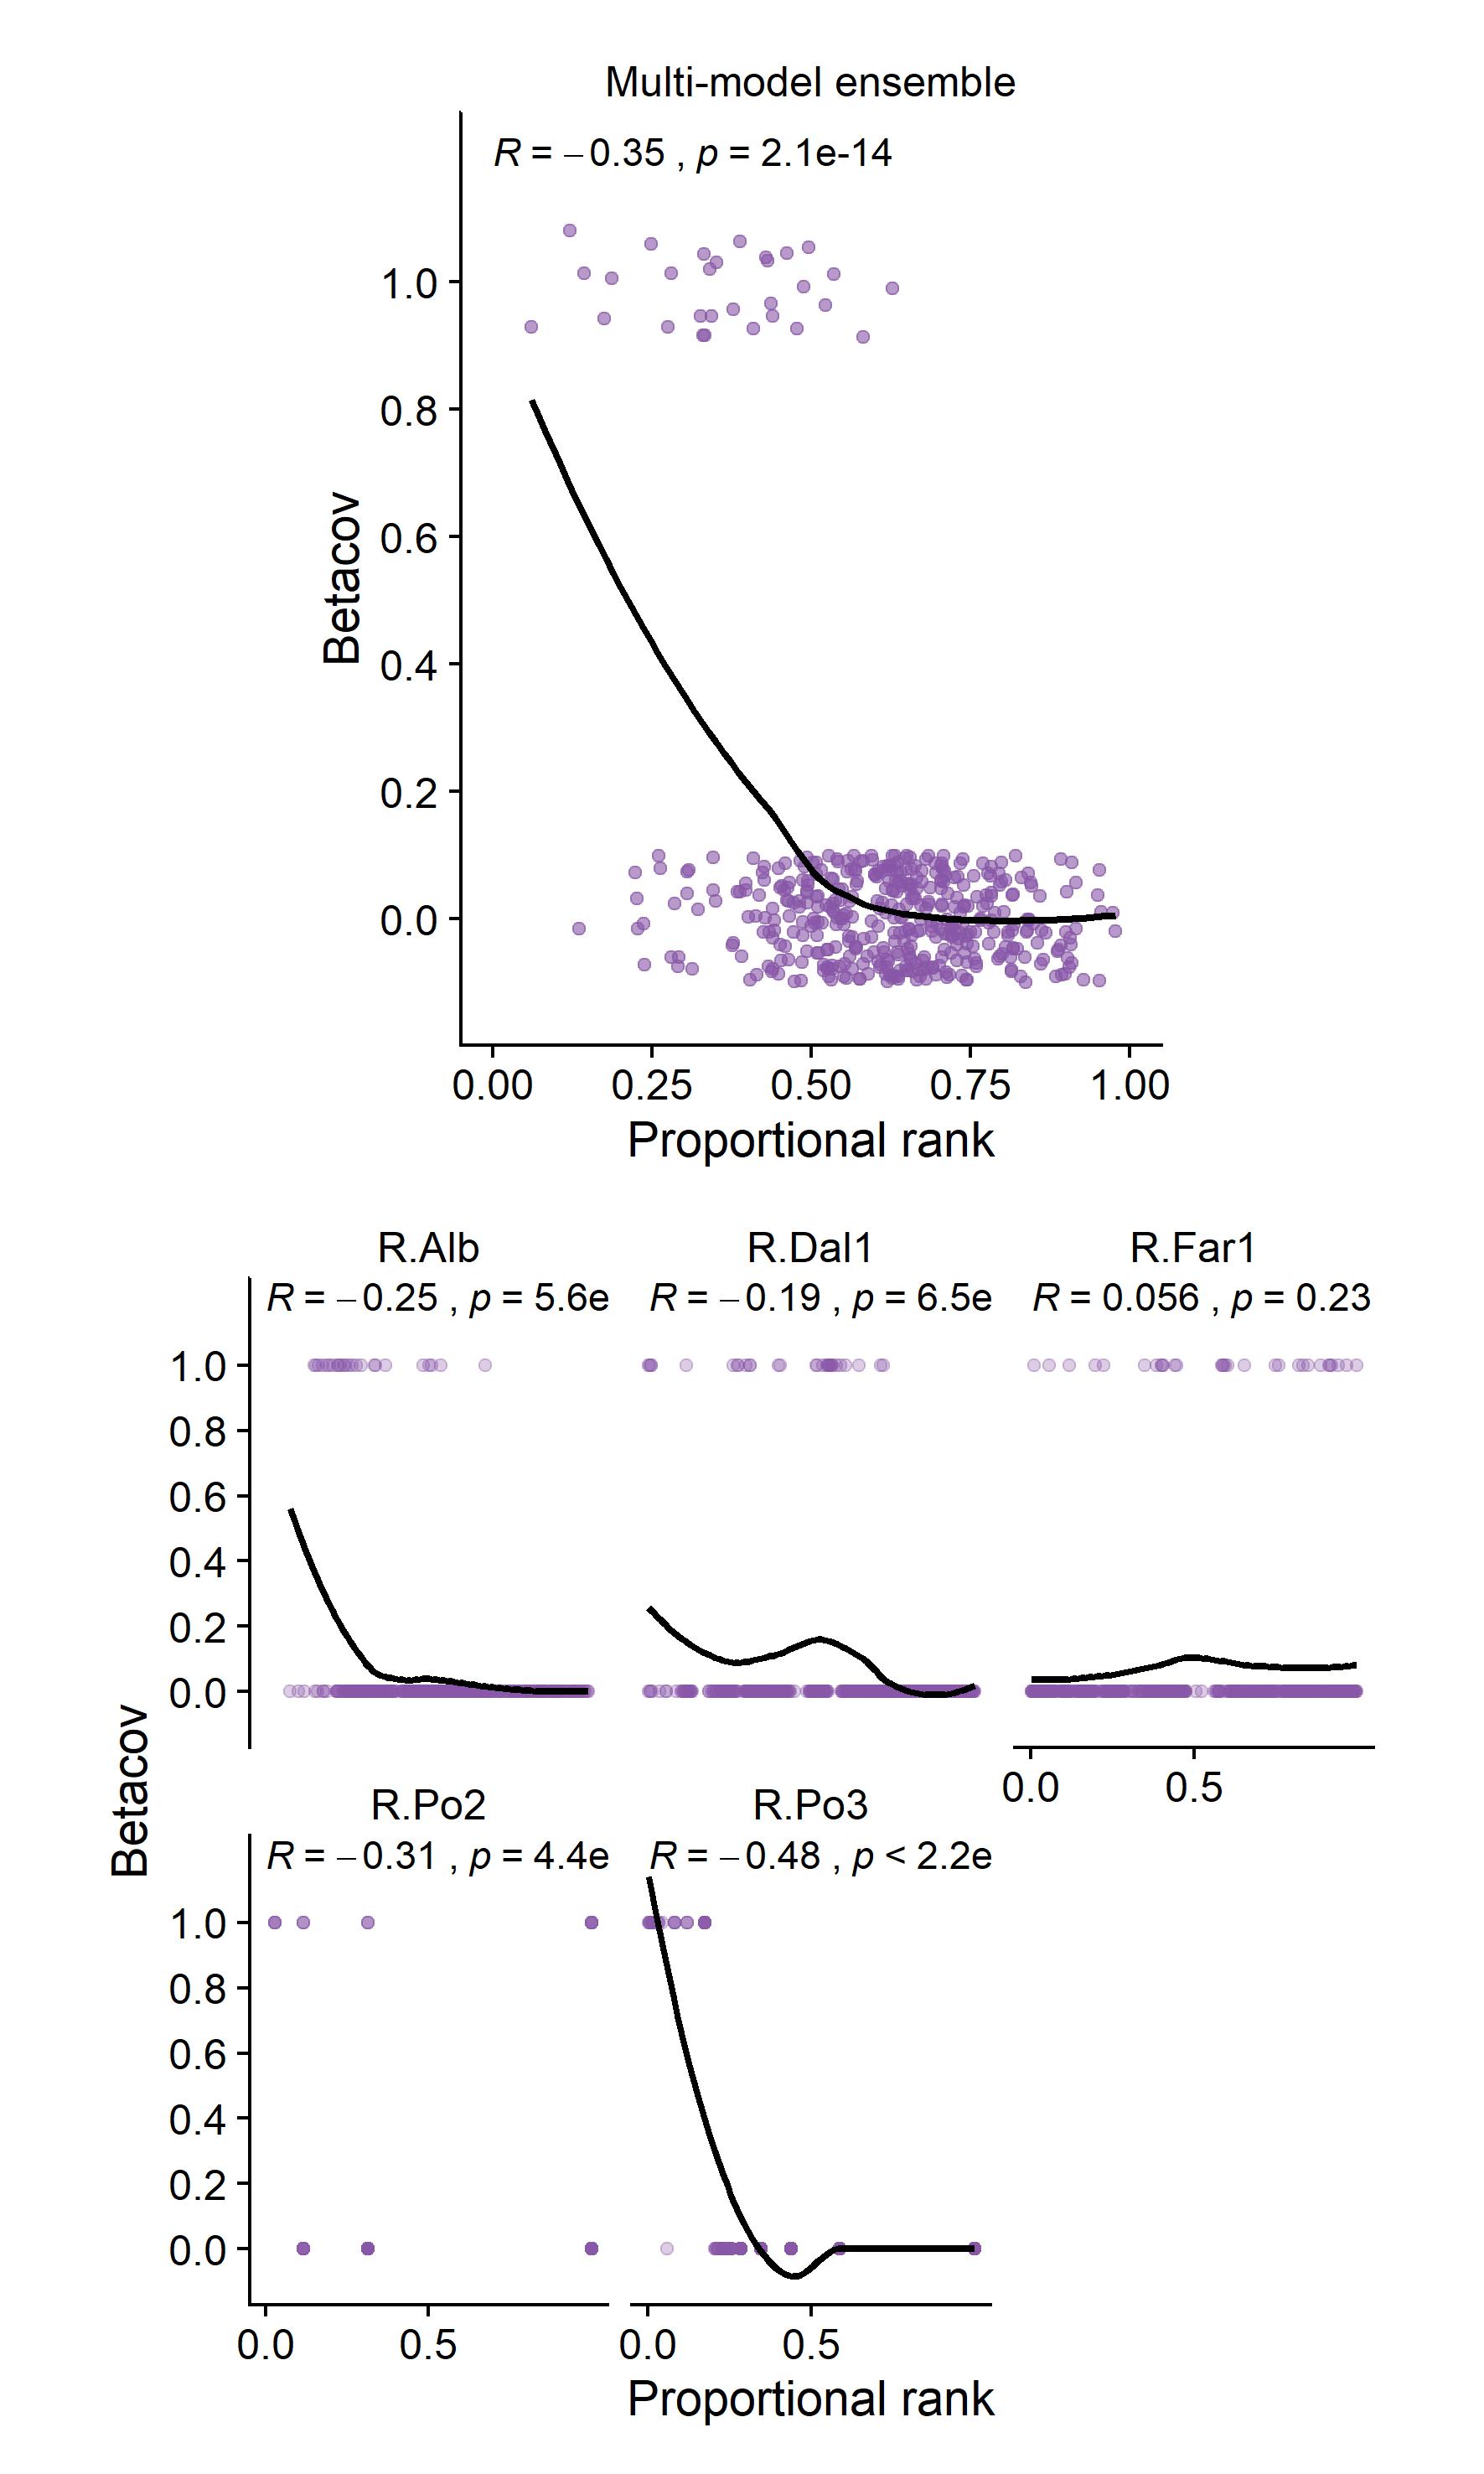 Multi-model ensemble
R = −0.35 , p = 2.1e-14
1.0
0.8
0.6
0.4
0.2
0.0
Betacov
0.00 0.25 0.50 0.75 1.00
Proportional rank
R.Alb R.Dal1 R.Far1
R = −0.25 , p = 5.6e R = −0.19 , p = 6.5e R = 0.056 , p = 0.23
1.0
0.8
0.6
0.4
0.2
0.0
0.0 0.5
Betacov
R.Po2 R.Po3
R = −0.31 , p = 4.4e R = −0.48 , p < 2.2e
1.0
0.8
0.6
0.4
0.2
0.0
0.0 0.5 0.0 0.5
Proportional rank